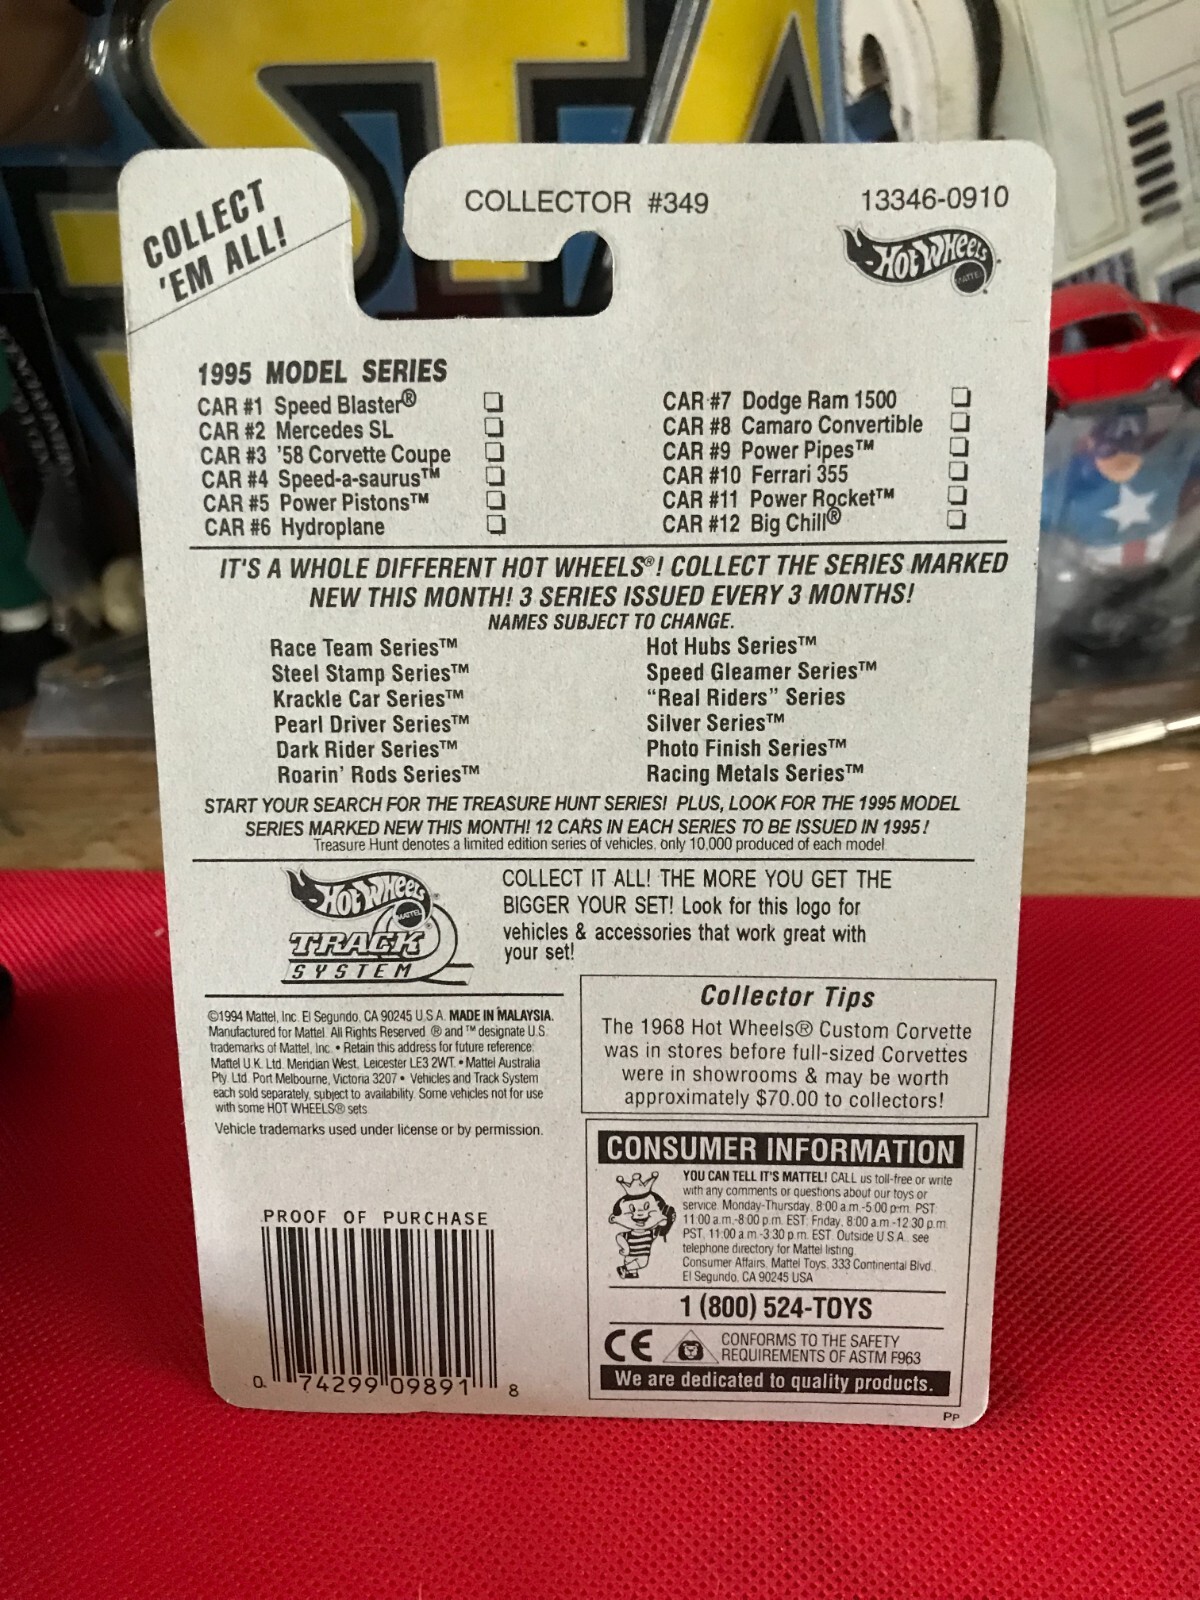 STA
COLLECT
'EM ALL!
COLLECTOR #349
13346-0910
HOT WHEELS
MATTEL
1995 MODEL SERIES
CAR #1 Speed Blaster®
CAR #2 Mercedes SL
CAR #3 '58 Corvette Coupe
CAR #4 Speed-a-saurus™
CAR #5 Power Pistons™
CAR #6 Hydroplane
CAR #7 Dodge Ram 1500
CAR #8 Camaro Convertible
CAR #9 Power Pipes™
CAR #10 Ferrari 355
CAR #11 Power Rocket™
CAR #12 Big Chill®
IT'S A WHOLE DIFFERENT HOT WHEELS®! COLLECT THE SERIES MARKED
NEW THIS MONTH! 3 SERIES ISSUED EVERY 3 MONTHS!
NAMES SUBJECT TO CHANGE.
Race Team Series™
Steel Stamp Series™
Krackle Car Series™
Pearl Driver Series™
Dark Rider Series™
Roarin' Rods Series™
Hot Hubs Series™
Speed Gleamer Series™
“Real Riders” Series
Silver Series™
Photo Finish Series™
Racing Metals Series™
START YOUR SEARCH FOR THE TREASURE HUNT SERIES! PLUS, LOOK FOR THE 1995 MODEL
SERIES MARKED NEW THIS MONTH! 12 CARS IN EACH SERIES TO BE ISSUED IN 1995!
Treasure Hunt denotes a limited edition series of vehicles, only 10,000 produced of each model
HOT WHEELS®
MATTEL
TRACK
SYSTEM
COLLECT IT ALL! THE MORE YOU GET THE
BIGGER YOUR SET! Look for this logo for
vehicles & accessories that work great with
your set!
©1994 Mattel, Inc. El Segundo, CA 90245 U.S.A. MADE IN MALAYSIA.
Manufactured for Mattel. All Rights Reserved. ® and ™ designate U.S.
trademarks of Mattel, Inc. • Retain this address for future reference:
Mattel U.K. Ltd. Meridian West, Leicester LE3 2WT. • Mattel Australia
Pty. Ltd. Port Melbourne, Victoria 3207 • Vehicles and Track System
each sold separately, subject to availability. Some vehicles not for use
with some HOT WHEELS® sets
Vehicle trademarks used under license or by permission.
Collector Tips
The 1968 Hot Wheels® Custom Corvette
was in stores before full-sized Corvettes
were in showrooms & may be worth
approximately $70.00 to collectors!
CONSUMER INFORMATION
YOU CAN TELL IT'S MATTEL! CALL us toll-free or write
with any comments or questions about our toys or
service. Monday-Thursday, 8:00 a.m.-5:00 p.m. PST.
11:00 a.m.-8:00 p.m. EST. Friday, 8:00 a.m.-12:30 p.m.
PST, 11:00 a.m.-3:30 p.m. EST. Outside U.S.A. see
telephone directory for Mattel listing.
Consumer Affairs, Mattel Toys, 333 Continental Blvd.,
El Segundo, CA 90245 USA
1 (800) 524-TOYS
CE
CONFORMS TO THE SAFETY
REQUIREMENTS OF ASTM F963
We are dedicated to quality products.
PROOF OF PURCHASE
0 74299 09891 8
PP